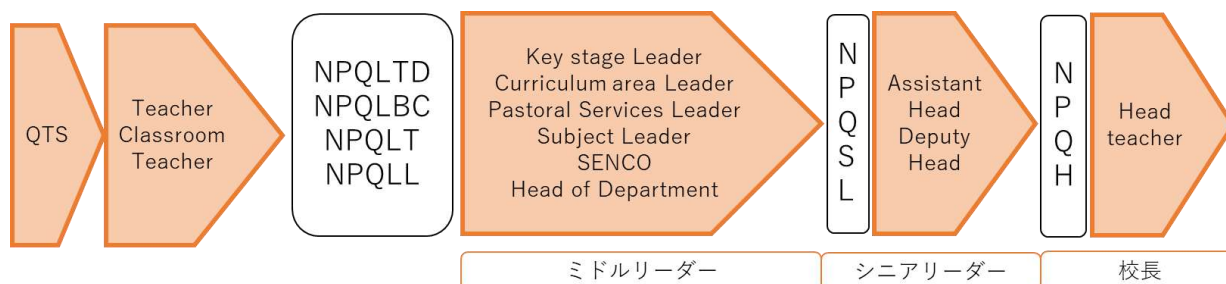 QTS
Teacher
Classroom
Teacher
NPQLTD
NPQLBC
NPQLT
NPQLL
Key stage Leader
Curriculum area Leader
Pastoral Services Leader
Subject Leader
SENCO
Head of Department
NPQSL
Assistant
Head
Deputy
Head
NPQH
Head
teacher
ミドルリーダー
シニアリーダー
校長